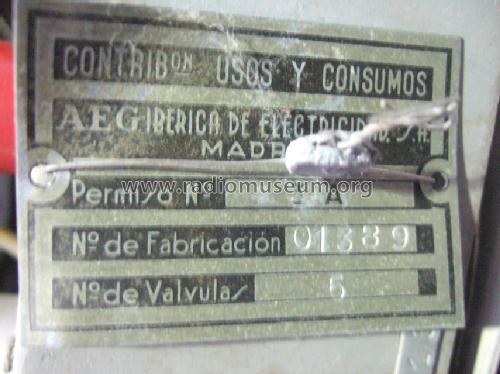 CONTRIBON USOS Y CONSUMOS
AEG IBERICA DE ELECTRICIDAD, S.A.
MADR
www.radiomuseum.org
Permiso Nº A
Nº de Fabricación 01389
Nº de Valvulas 5